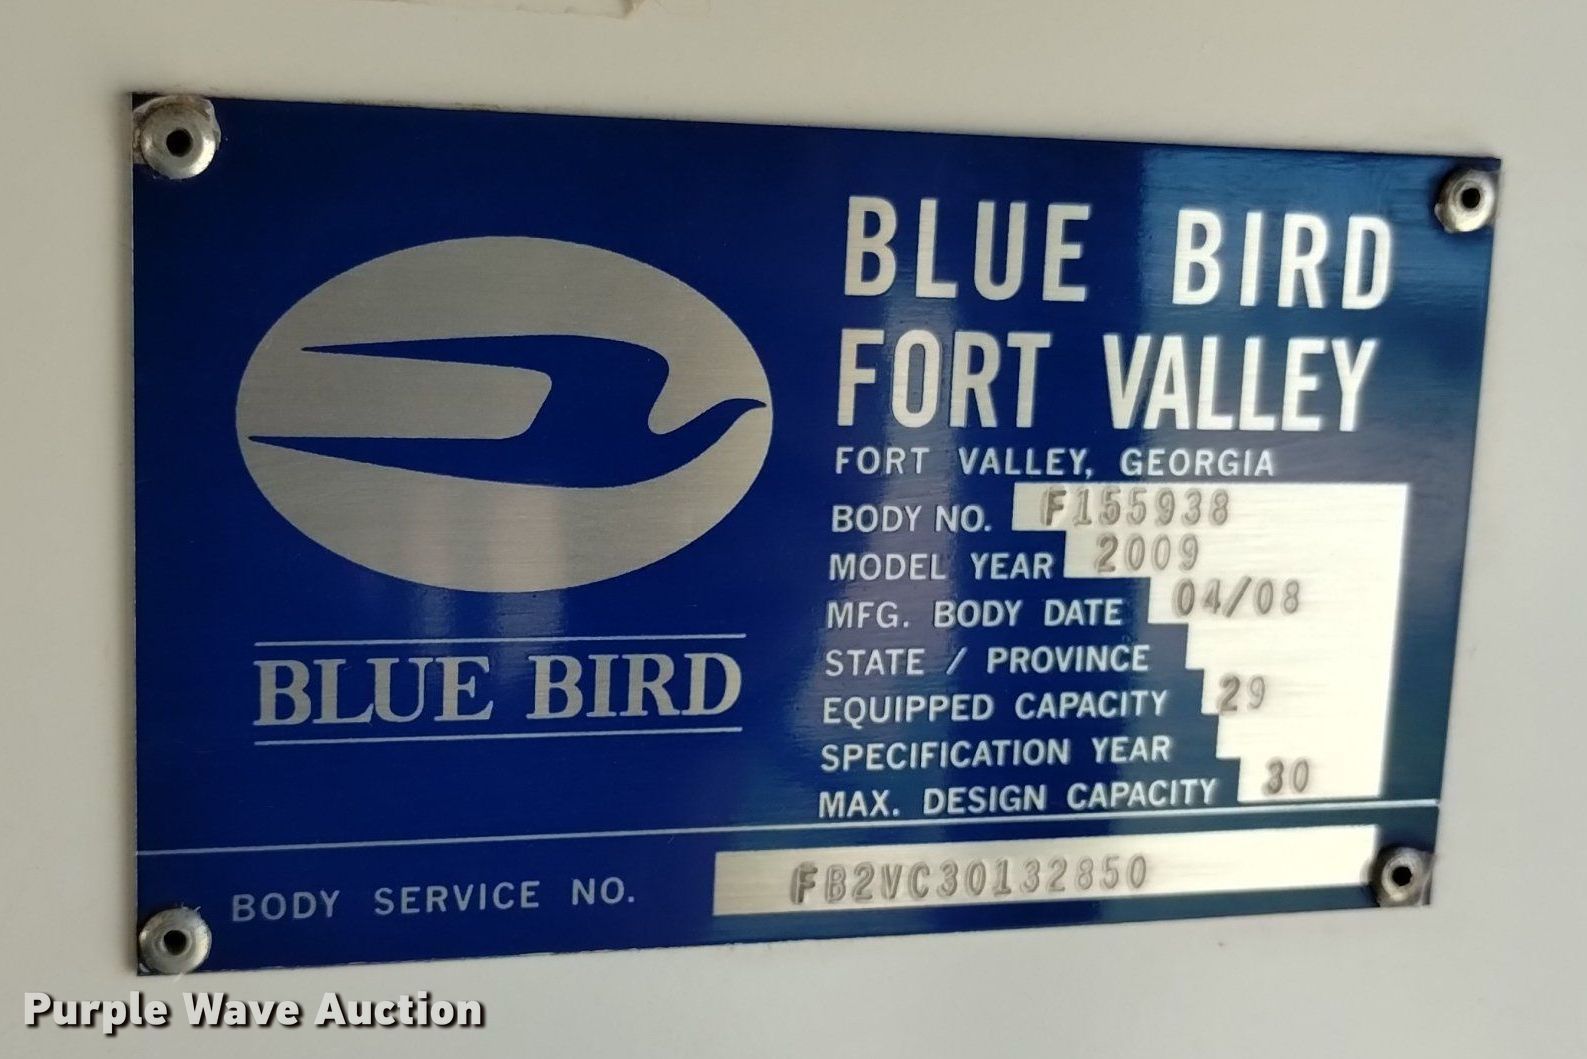 BLUE BIRD
BLUE BIRD
FORT VALLEY
FORT VALLEY, GEORGIA
BODY NO. F155938
MODEL YEAR 2009
MFG. BODY DATE 04/08
STATE / PROVINCE
EQUIPPED CAPACITY 29
SPECIFICATION YEAR
MAX. DESIGN CAPACITY 30
BODY SERVICE NO. FB2VC30132850
Purple Wave Auction